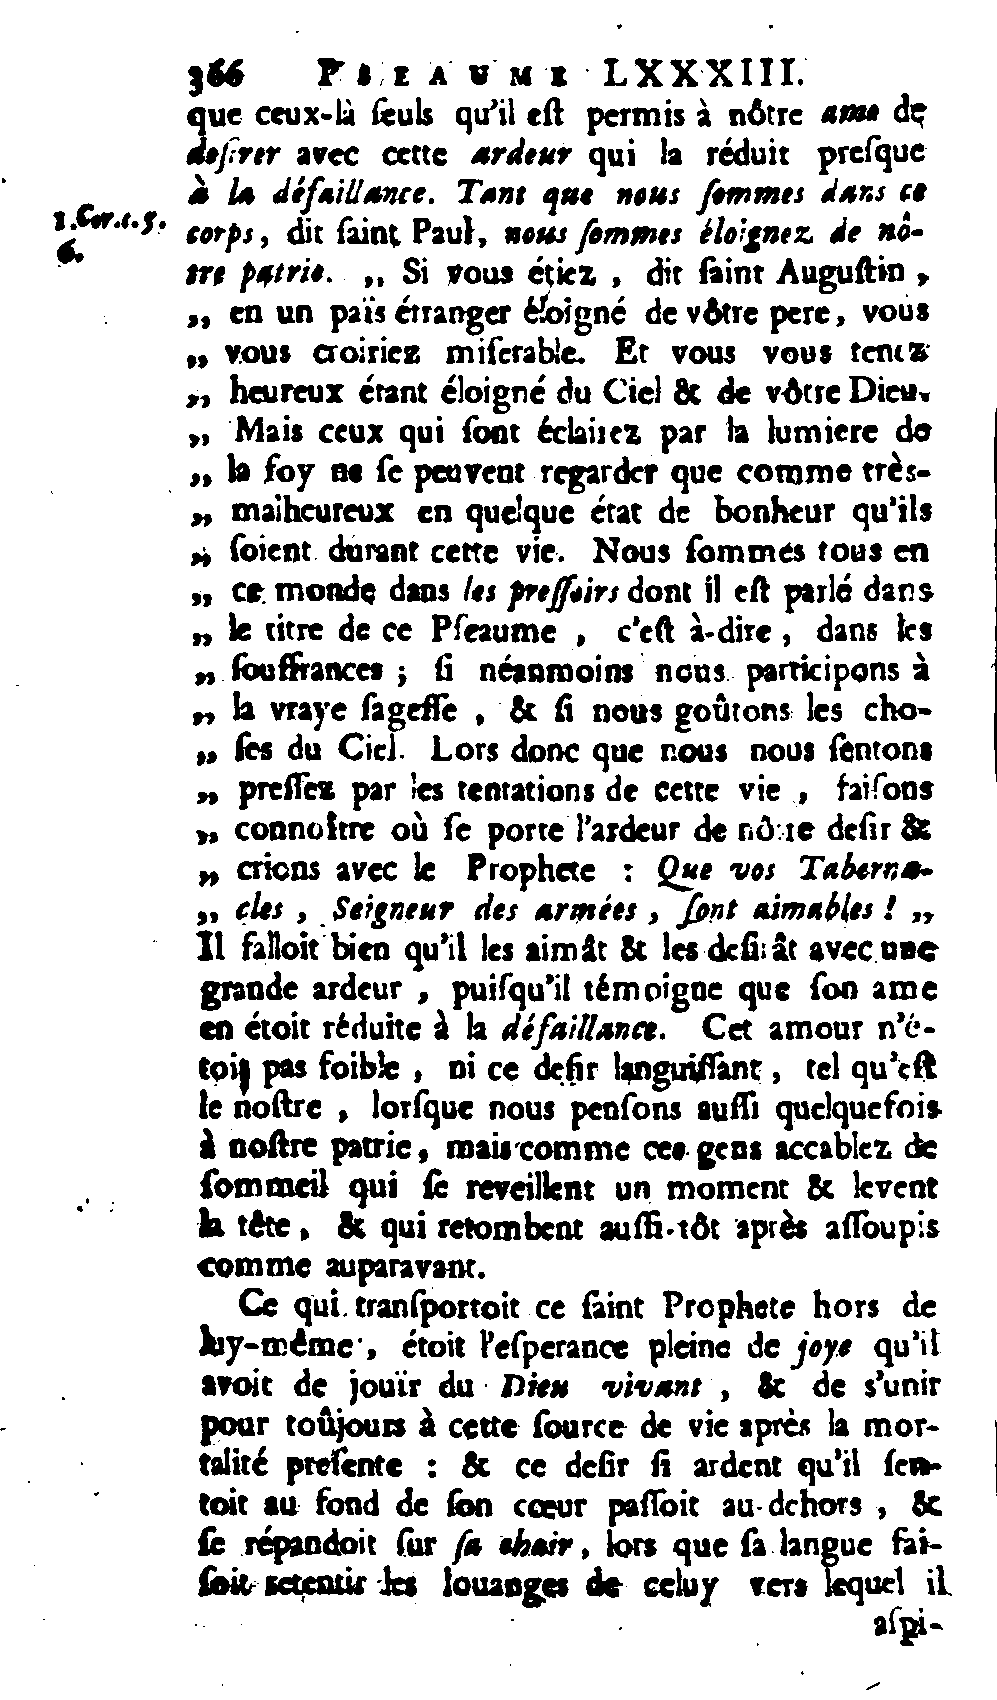 366 PSEAUME LXXXIII.
que ceux-là ſeuls qu'il eſt permis à nôtre ame de
deſirer avec cette ardeur qui la réduit preſque
à la défaillance. Tant que nous ſommes dans ce
1.Cor.c.5.
6.
corps, dit ſaint Paul, nous ſommes éloignez de nô-
tre patrie. ,, Si vous étiez , dit ſaint Auguſtin ,
,, en un païs étranger éloigné de vôtre pere, vous
,, vous croiriez miſerable. Et vous vous tenez
,, heureux étant éloigné du Ciel & de vôtre Dieu.
,, Mais ceux qui ſont éclairez par la lumiere de
,, la foy ne ſe peuvent regarder que comme très-
,, malheureux en quelque état de bonheur qu'ils
,, ſoient durant cette vie. Nous ſommes tous en
,, ce monde dans les preſſoirs dont il eſt parlé dans
,, le titre de ce Pſeaume , c'eſt à-dire , dans les
,, ſouffrances ; ſi néanmoins nous participons à
,, la vraye ſageſſe , & ſi nous goûtons les cho-
,, ſes du Ciel. Lors donc que nous nous ſentons
,, preſſez par les tentations de cette vie , faiſons
,, connoître où ſe porte l'ardeur de nôtre deſir &
,, crions avec le Prophete : Que vos Taberna-
,, cles , Seigneur des armées , ſont aimables ! ,,
Il falloit bien qu'il les aimât & les deſirât avec une
grande ardeur , puiſqu'il témoigne que ſon ame
en étoit réduite à la défaillance. Cet amour n'é-
toit pas foible , ni ce deſir languiſſant , tel qu'eſt
le noſtre , lorſque nous penſons auſſi quelquefois
à noſtre patrie, mais comme ces gens accablez de
ſommeil qui ſe reveillent un moment & levent
la tête , & qui retombent auſſi-tôt après aſſoupis
comme auparavant.
Ce qui tranſportoit ce ſaint Prophete hors de
luy-même , étoit l'eſperance pleine de joye qu'il
avoit de jouïr du Dieu vivant , & de s'unir
pour toûjours à cette ſource de vie après la mor-
talité preſente : & ce deſir ſi ardent qu'il ſen-
toit au fond de ſon cœur paſſoit au-dehors , &
ſe répandoit ſur ſa chair, lors que ſa langue fai-
ſoit retentir les louanges de celuy vers lequel il
aſpi-